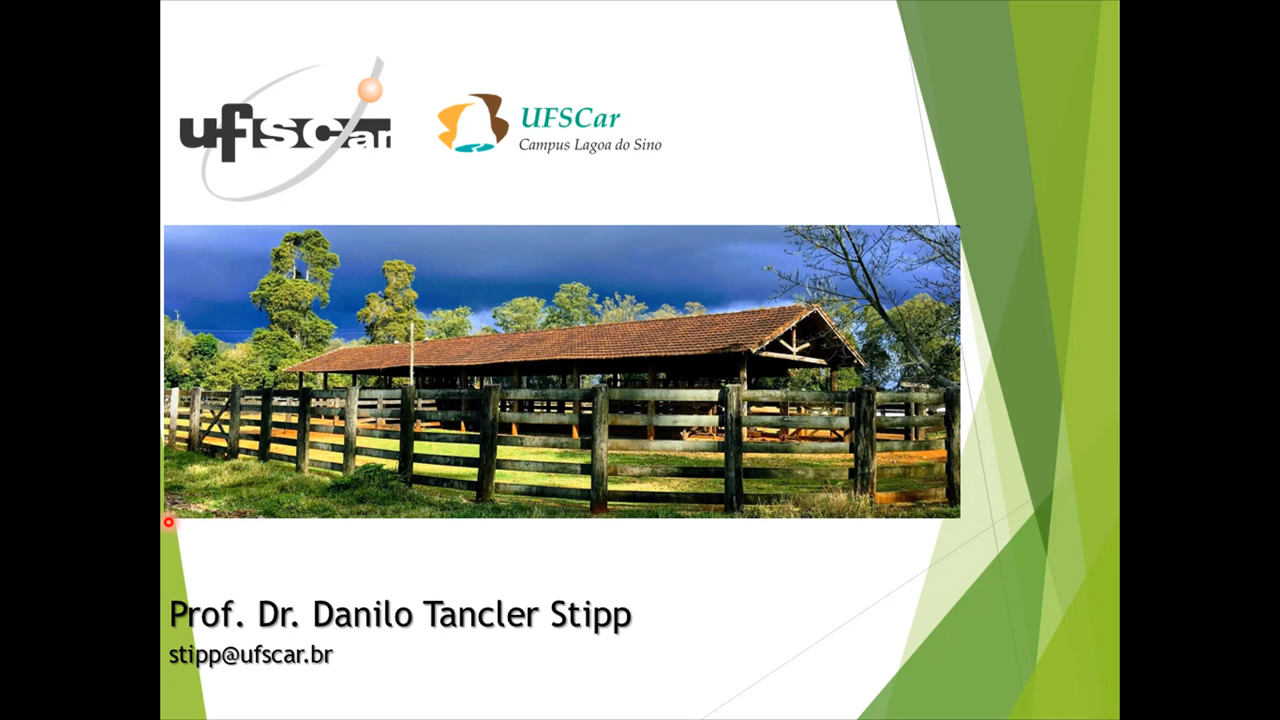 ufscar
UFSCar
Campus Lagoa do Sino
Prof. Dr. Danilo Tancler Stipp
stipp@ufscar.br